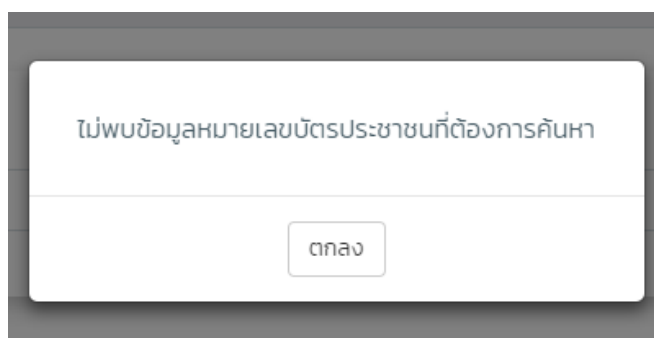 ไม่พบข้อมูลหมายเลขบัตรประชาชนที่ต้องการค้นหา
ตกลง